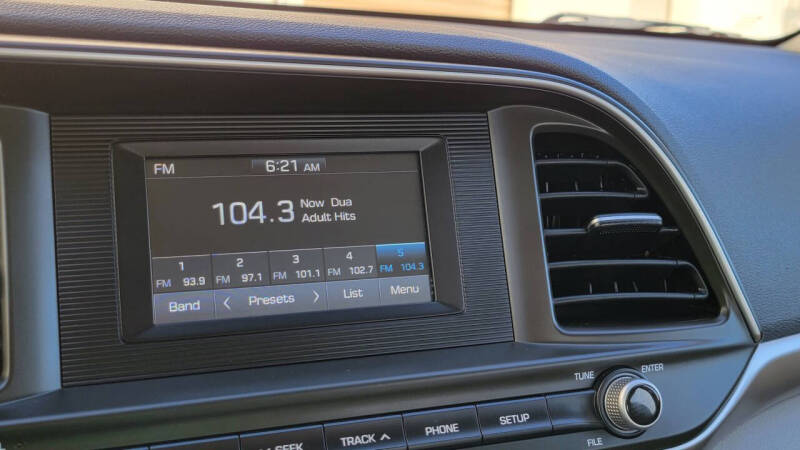 FM 6:21 AM
104.3 Now Dua
Adult Hits
1 2 3 4 5
FM 93.9 FM 97.1 FM 101.1 FM 102.7 FM 104.3
Band < Presets > List Menu
TUNE ENTER
SEEK TRACK PHONE SETUP
FILE